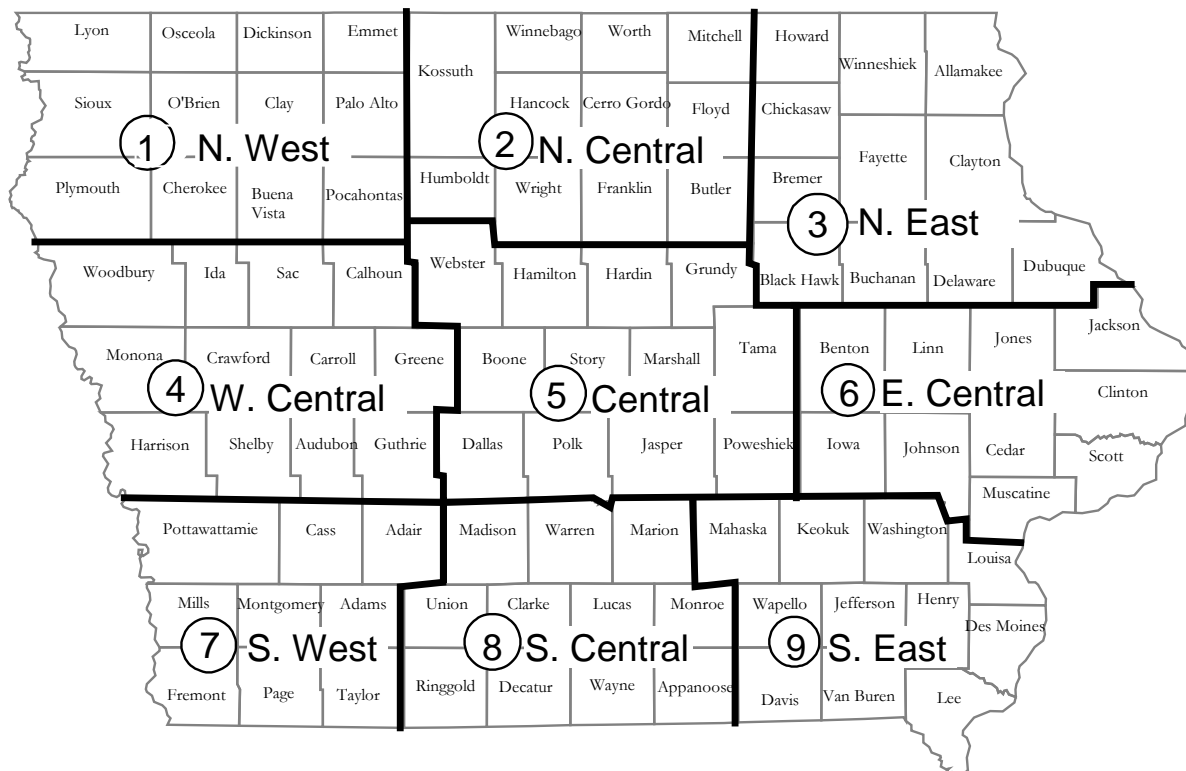 Lyon Osceola Dickinson Emmet Winnebago Worth Mitchell Howard
Winneshiek Allamakee
Kossuth
Sioux O'Brien Clay Palo Alto Hancock Cerro Gordo Floyd Chickasaw
1 N. West 2 N. Central
Fayette Clayton
Plymouth Cherokee Buena Vista Pocahontas Humboldt Wright Franklin Butler Bremer
3 N. East
Woodbury Ida Sac Calhoun Webster Hamilton Hardin Grundy Black Hawk Buchanan Delaware Dubuque
Jackson
Monona Crawford Carroll Greene Boone Story Marshall Tama Benton Linn Jones
4 W. Central 5 Central 6 E. Central
Clinton
Harrison Shelby Audubon Guthrie Dallas Polk Jasper Poweshiek Iowa Johnson Cedar Scott
Muscatine
Pottawattamie Cass Adair Madison Warren Marion Mahaska Keokuk Washington
Louisa
Mills Montgomery Adams Union Clarke Lucas Monroe Wapello Jefferson Henry
Des Moines
7 S. West 8 S. Central 9 S. East
Fremont Page Taylor Ringgold Decatur Wayne Appanoose Davis Van Buren Lee